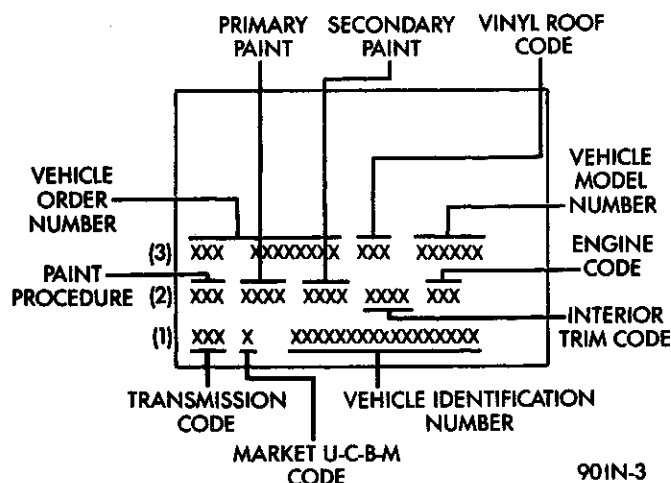 PRIMARY PAINT
SECONDARY PAINT
VINYL ROOF CODE
VEHICLE ORDER NUMBER
VEHICLE MODEL NUMBER
(3) XXX XXXXXXXX XXX XXXXXX
PAINT PROCEDURE
ENGINE CODE
(2) XXX XXXX XXXX XXXX XXX
INTERIOR TRIM CODE
(1) XXX X XXXXXXXXXXXXXXXXX
TRANSMISSION CODE
VEHICLE IDENTIFICATION NUMBER
MARKET U-C-B-M CODE
901N-3